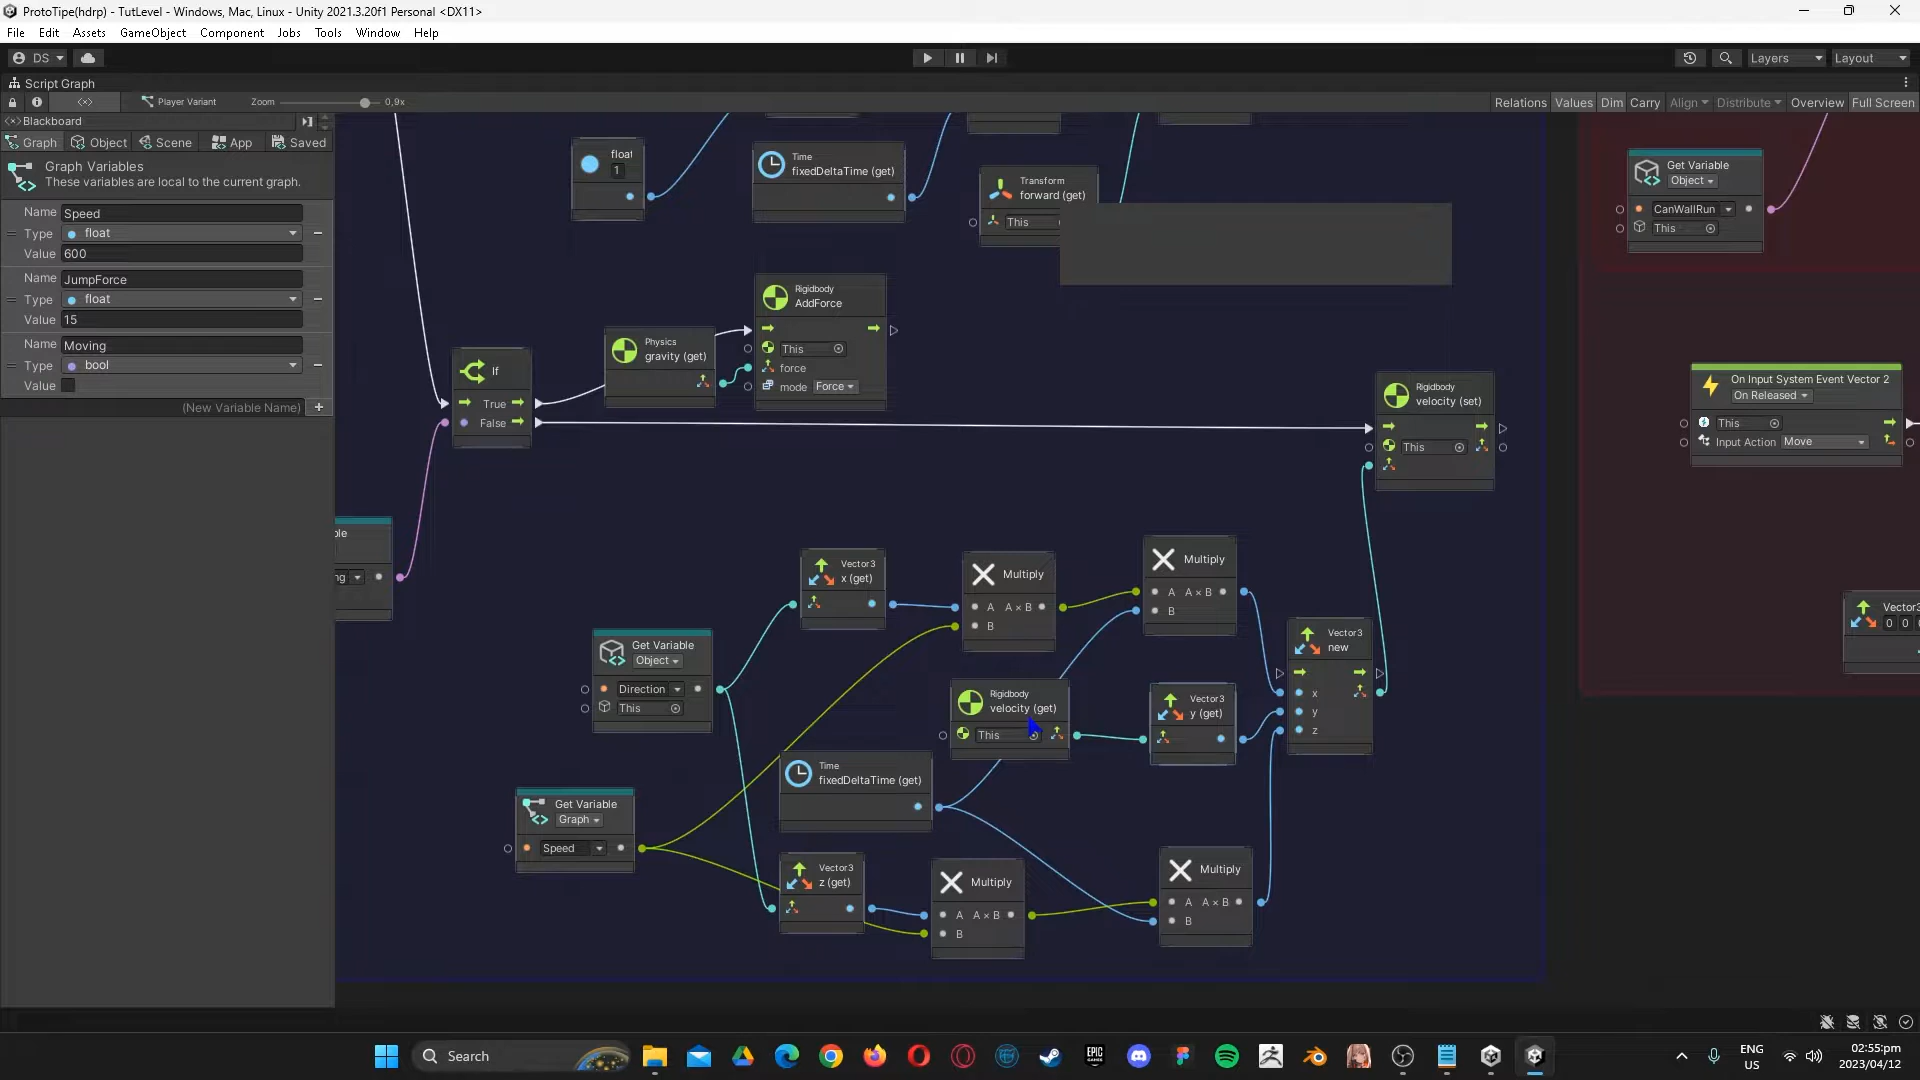 ProtoTipe(hdrp) - TutLevel - Windows, Mac, Linux - Unity 2021.3.20f1 Personal <DX11>
File Edit Assets GameObject Component Jobs Tools Window Help
DS Layers Layout
Script Graph
Player Variant Zoom 0,9x Relations Values Dim Carry Align Distribute Overview Full Screen
Blackboard
Graph Object Scene App Saved
Graph Variables
These variables are local to the current graph.
Name Speed
Type float
Value 600
Name JumpForce
Type float
Value 15
Name Moving
Type bool
Value
(New Variable Name) +
float
1
Time
fixedDeltaTime (get)
Transform
forward (get)
This
Get Variable
Object
CanWallRun
This
Rigidbody
AddForce
This
force
mode Force
Physics
gravity (get)
If
True
False
Rigidbody
velocity (set)
This
On Input System Event Vector 2
On Released
This
Input Action Move
ble
ng
Vector3
x (get)
Multiply
A A × B
B
Multiply
A A × B
B
Get Variable
Object
Direction
This
Rigidbody
velocity (get)
This
Vector3
y (get)
Vector3
new
x
y
z
Vector3
0 0
Time
fixedDeltaTime (get)
Get Variable
Graph
Speed
Vector3
z (get)
Multiply
A A × B
B
Multiply
A A × B
B
Search
EPIC
GAMES
ENG
US
02:55:pm
2023/04/12